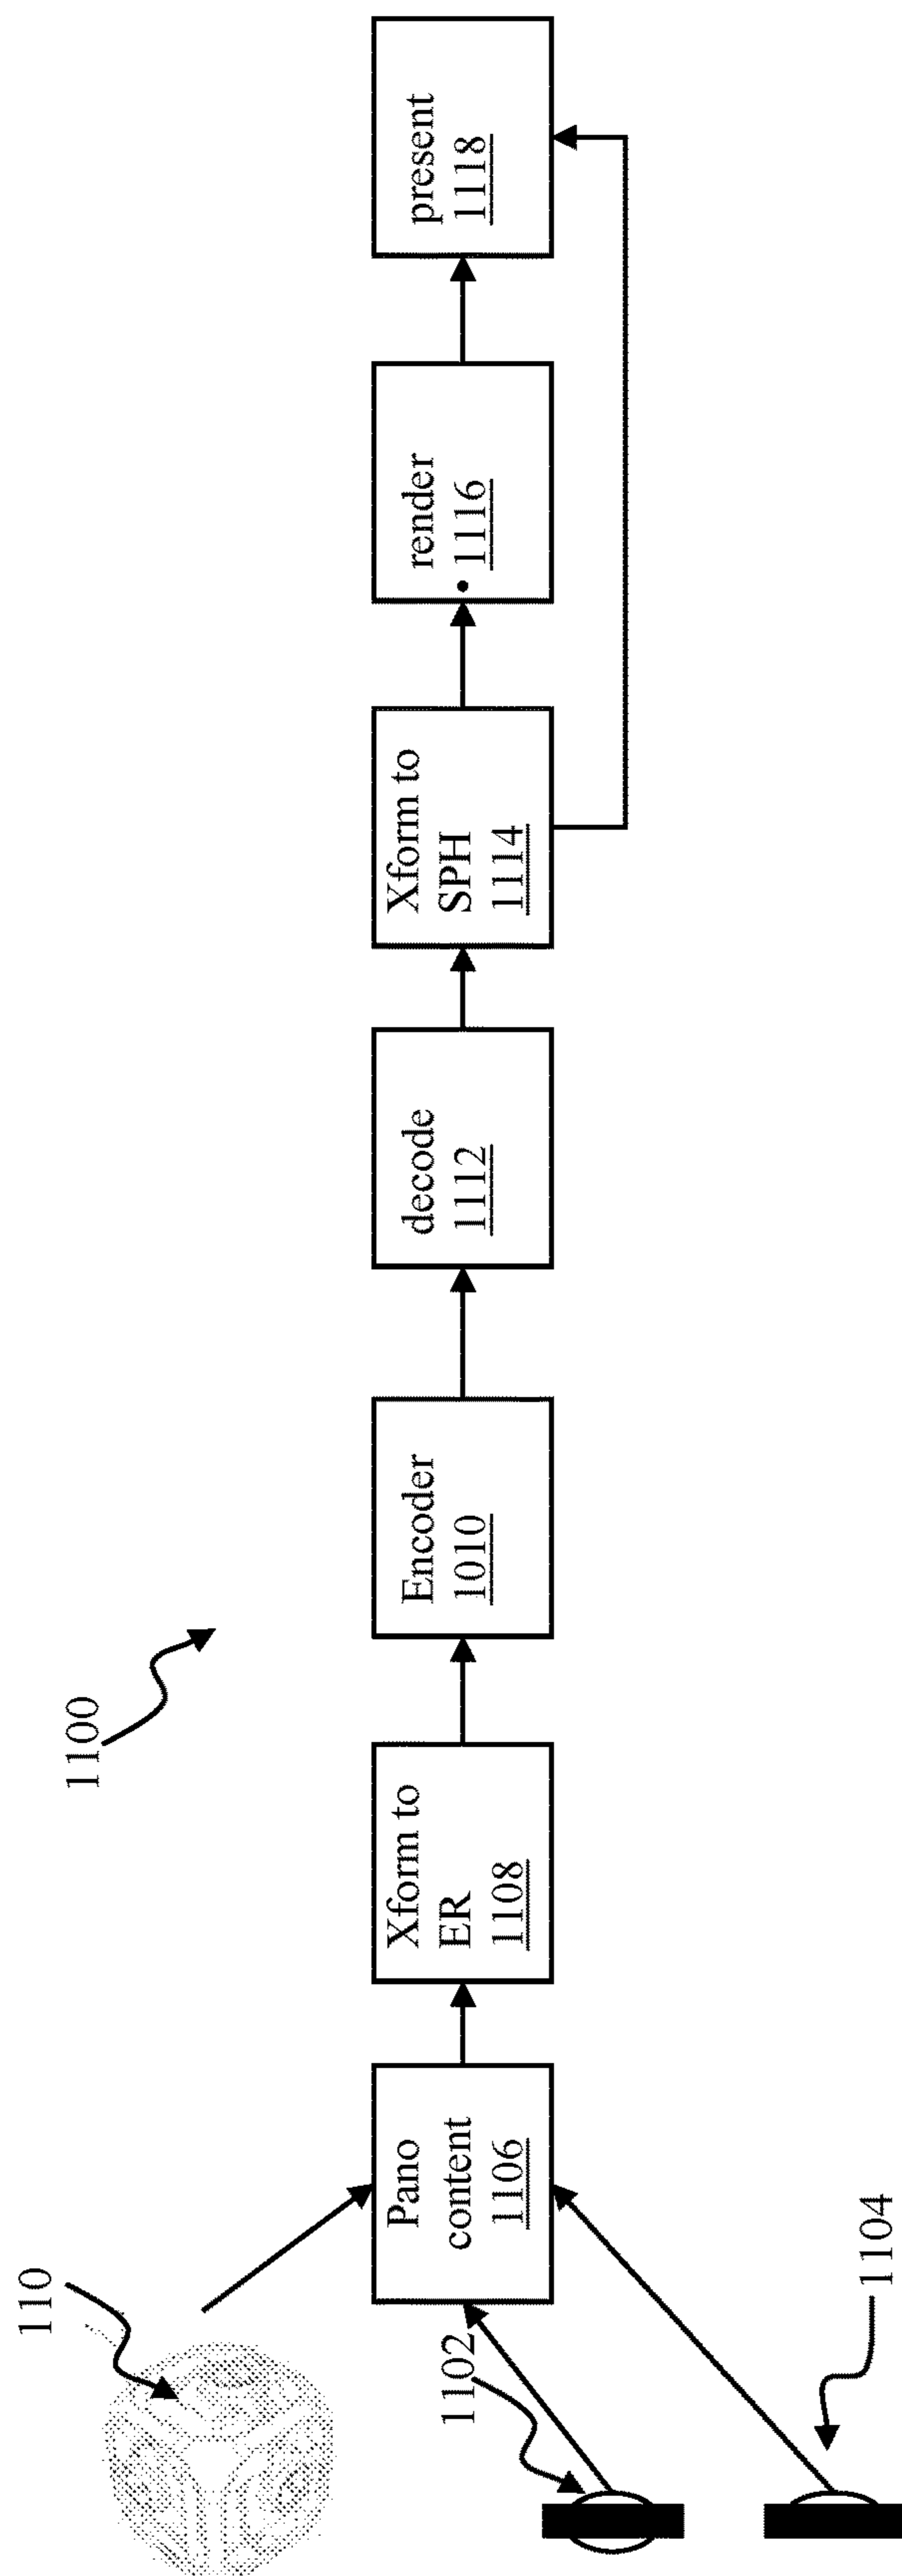 1100
110
1102
1104
Pano
content
1106
Xform to
ER
1108
Encoder
1010
decode
1112
Xform to
SPH
1114
render
1116
present
1118